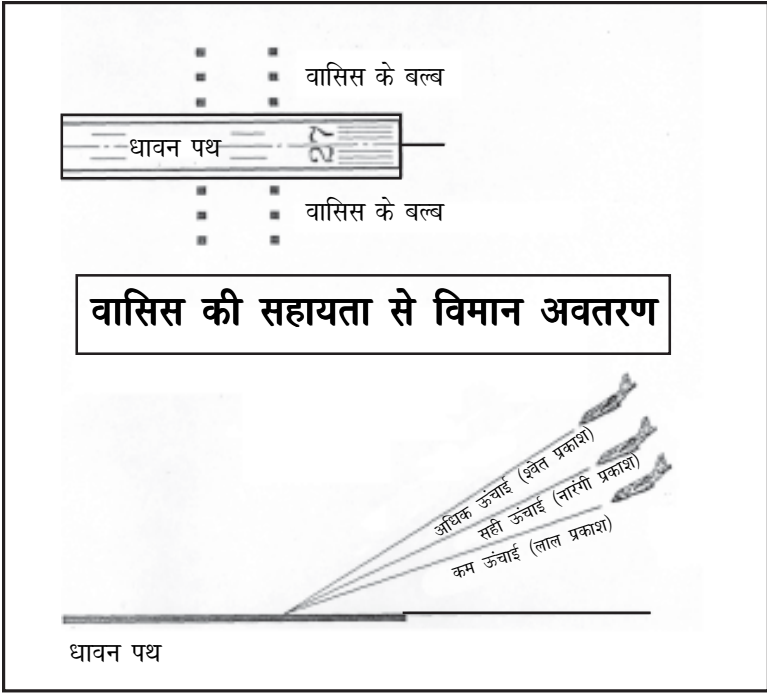 वासिस के बल्ब
धावन पथ
27
वासिस के बल्ब
वासिस की सहायता से विमान अवतरण
अधिक ऊंचाई (श्वेत प्रकाश)
सही ऊंचाई (नारंगी प्रकाश)
कम ऊंचाई (लाल प्रकाश)
धावन पथ